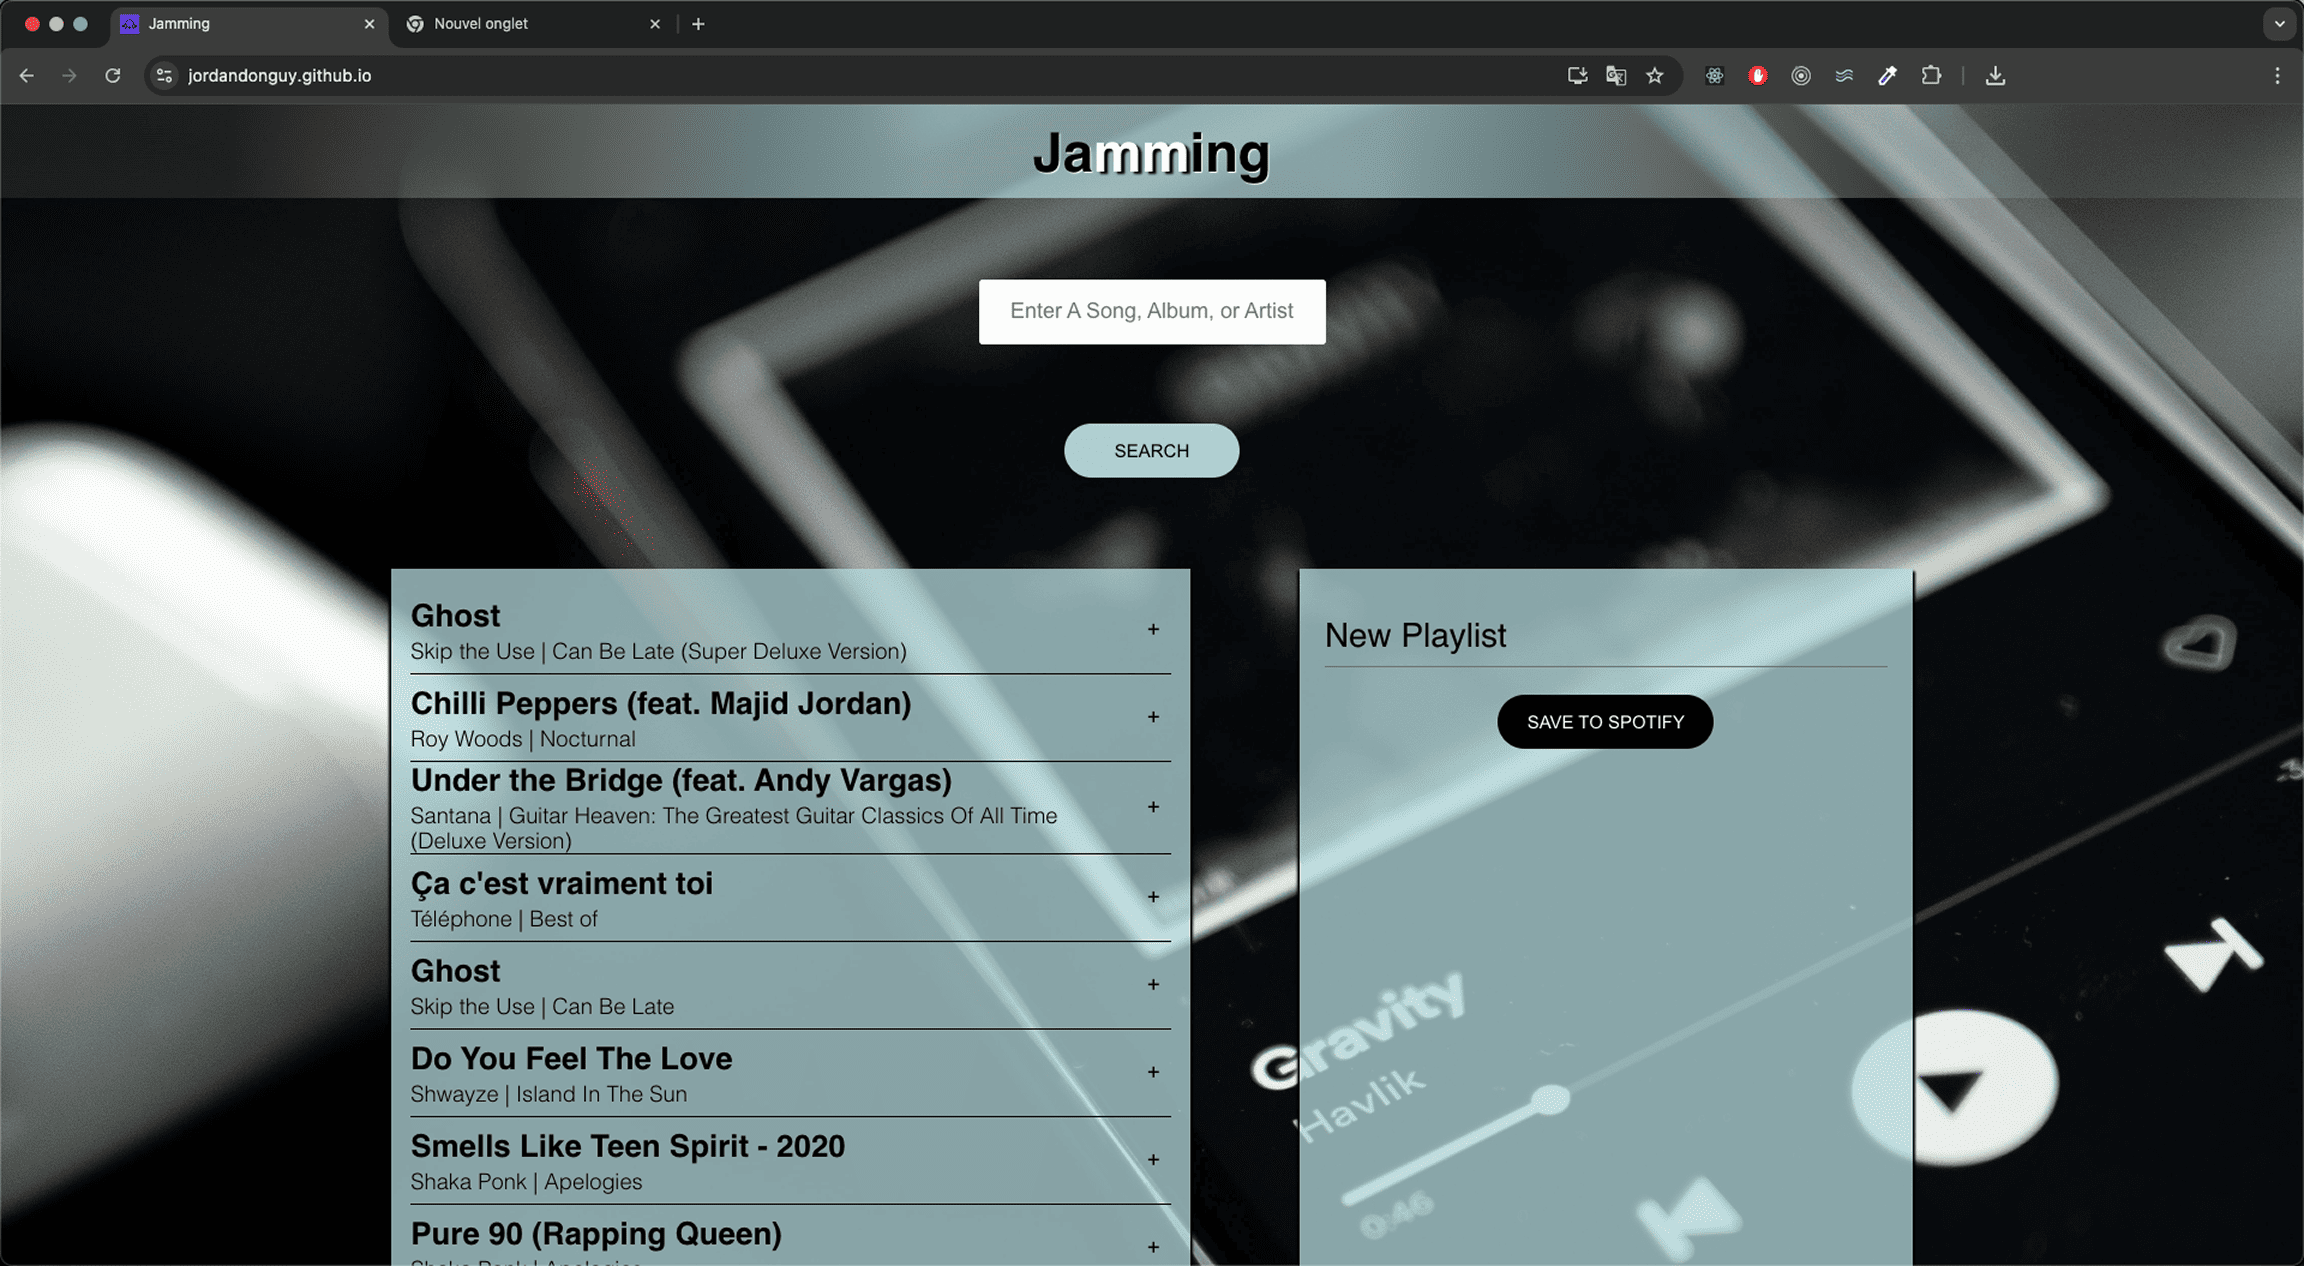 Jamming
Nouvel onglet
jordandonguy.github.io
Jamming
Enter A Song, Album, or Artist
SEARCH
Ghost
Skip the Use | Can Be Late (Super Deluxe Version)
+
Chilli Peppers (feat. Majid Jordan)
Roy Woods | Nocturnal
+
Under the Bridge (feat. Andy Vargas)
Santana | Guitar Heaven: The Greatest Guitar Classics Of All Time
(Deluxe Version)
+
Ça c'est vraiment toi
Téléphone | Best of
+
Ghost
Skip the Use | Can Be Late
+
Do You Feel The Love
Shwayze | Island In The Sun
+
Smells Like Teen Spirit - 2020
Shaka Ponk | Apelogies
+
Pure 90 (Rapping Queen)
Shaka Ponk | Apelogies
+
New Playlist
SAVE TO SPOTIFY
Gravity
Havlik
0:46